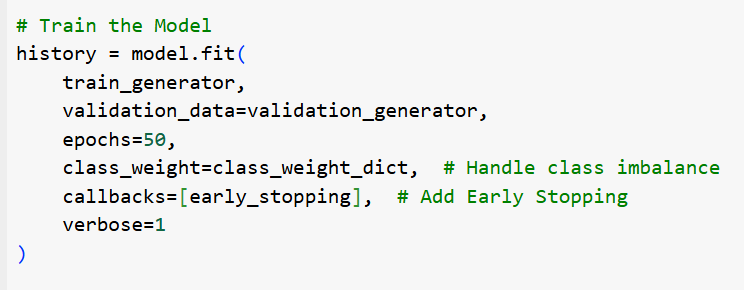 # Train the Model
history = model.fit(
    train_generator,
    validation_data=validation_generator,
    epochs=50,
    class_weight=class_weight_dict,  # Handle class imbalance
    callbacks=[early_stopping],  # Add Early Stopping
    verbose=1
)